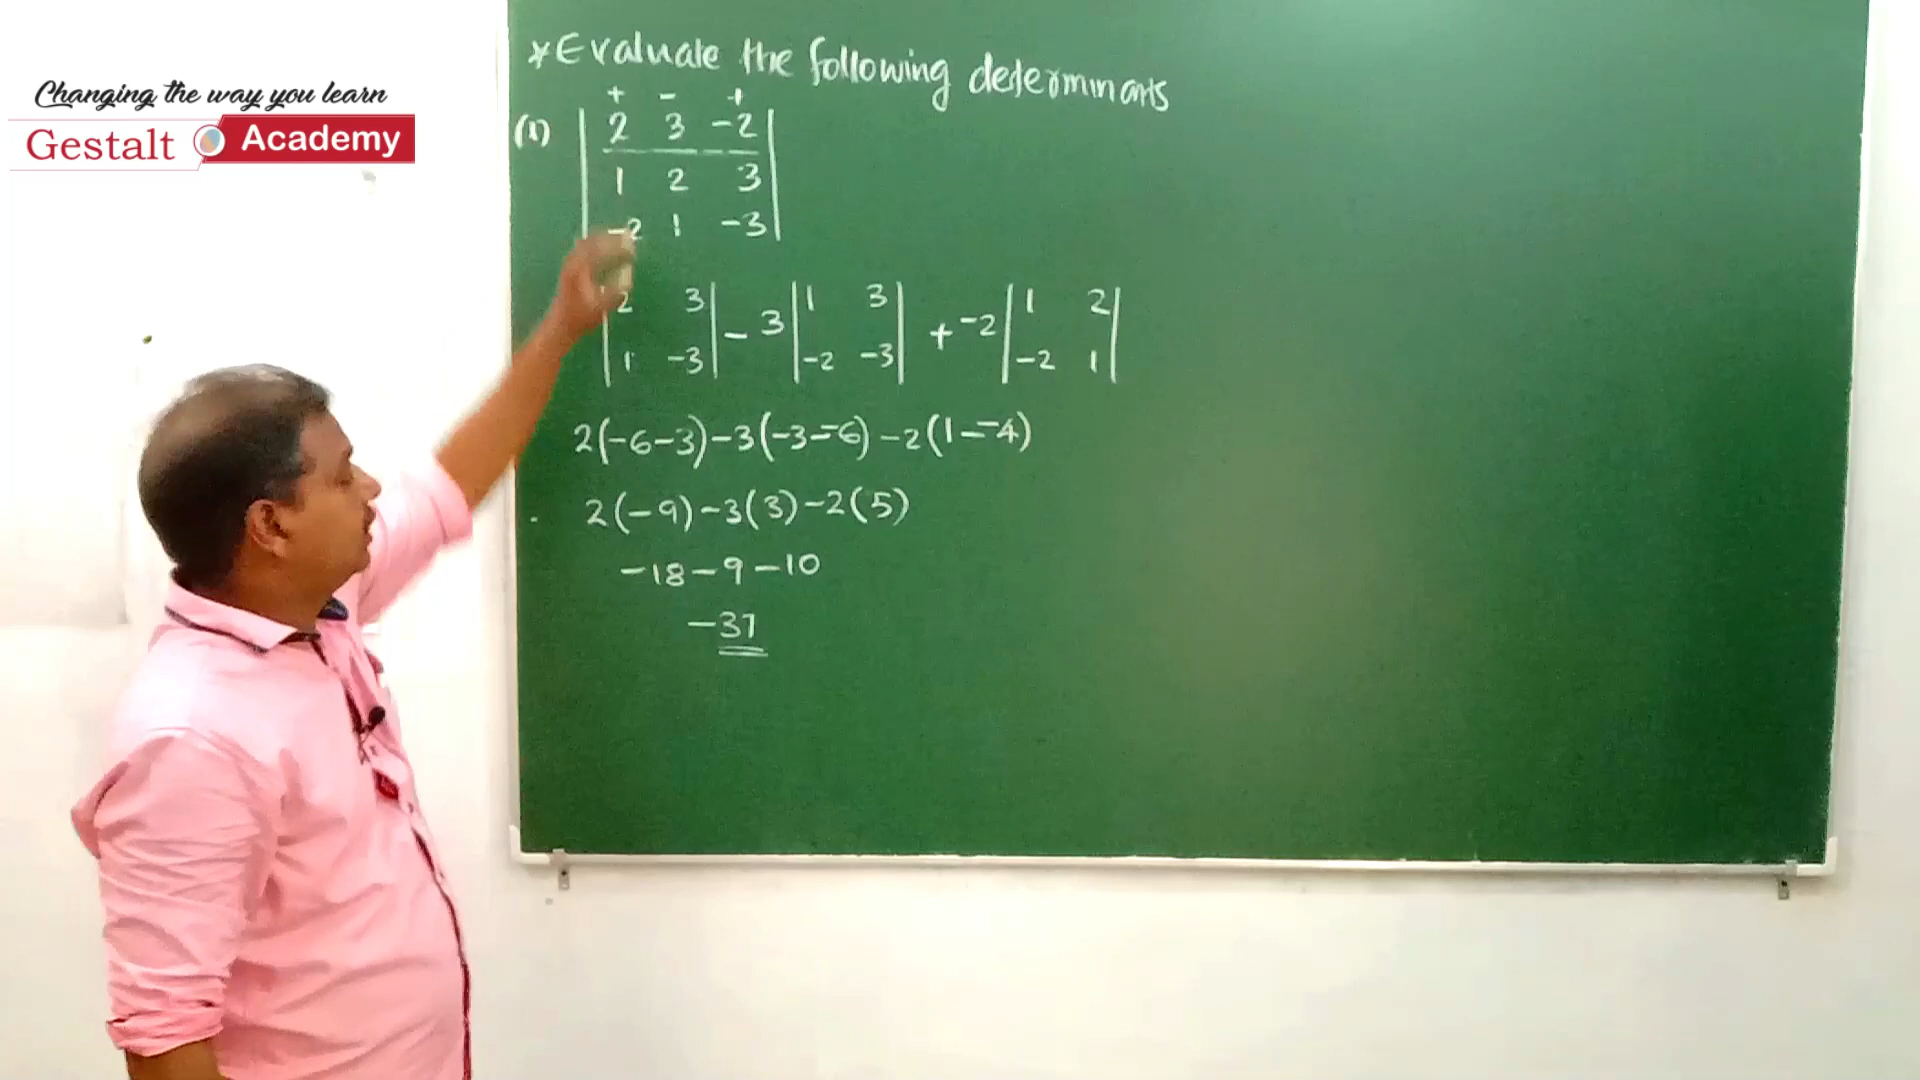 Changing the way you learn
Gestalt Academy
*Evaluate the following determinants
+ - +
(1) | 2 3 -2 |
| 1 2 3 |
| -2 1 -3 |
| 2 3 | - 3 | 1 3 | + -2 | 1 2 |
| 1 -3 | | -2 -3 | | -2 1 |
2(-6-3)-3(-3--6)-2(1--4)
2(-9)-3(3)-2(5)
-18-9-10
-37